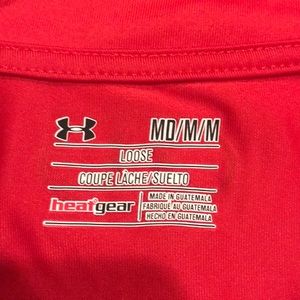 MD/M/M
LOOSE
COUPE LÂCHE/SUELTO
heatgear
MADE IN GUATEMALA
FABRIQUÉ AU GUATEMALA
HECHO EN GUATEMALA